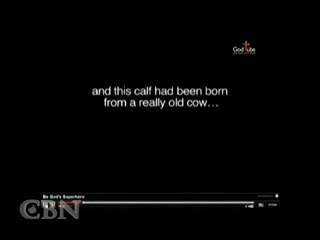 GodTube
and this calf had been born
from a really old cow...
Be God's Superhero
CBN